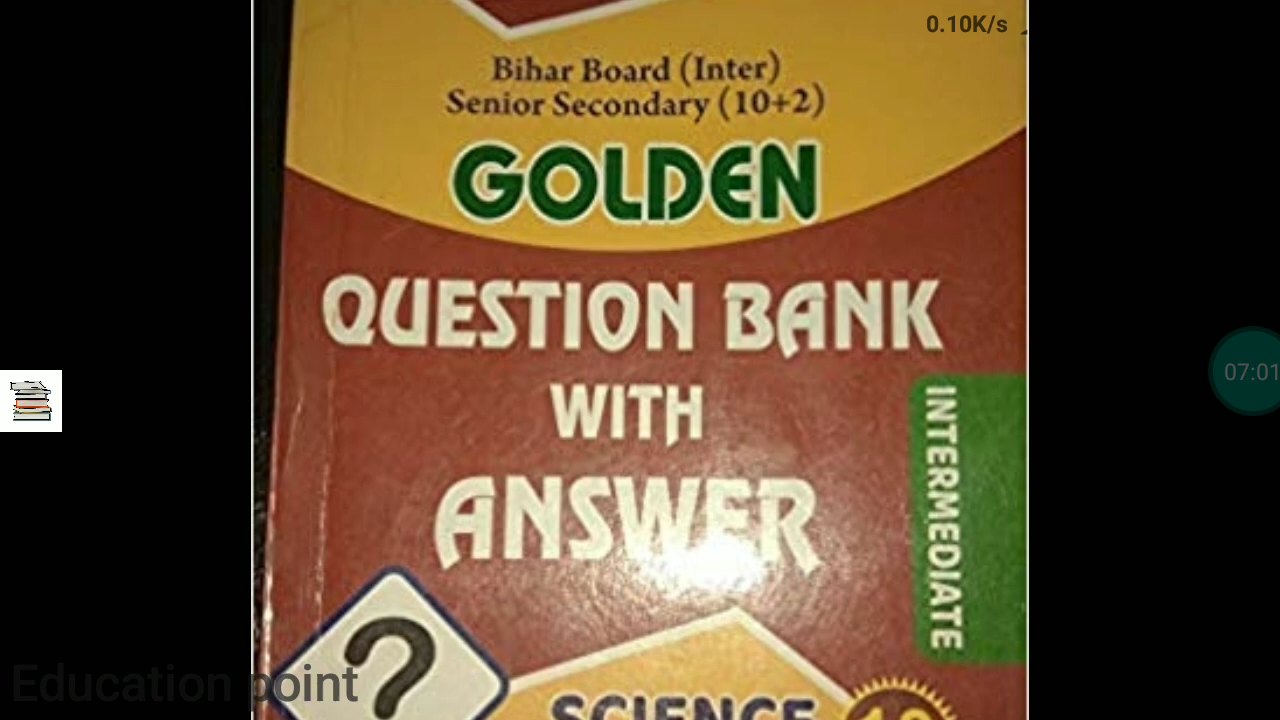 0.10K/s
Bihar Board (Inter)
Senior Secondary (10+2)
GOLDEN
QUESTION BANK
WITH
ANSWER
INTERMEDIATE
07:01
?
SCIENCE
Education point